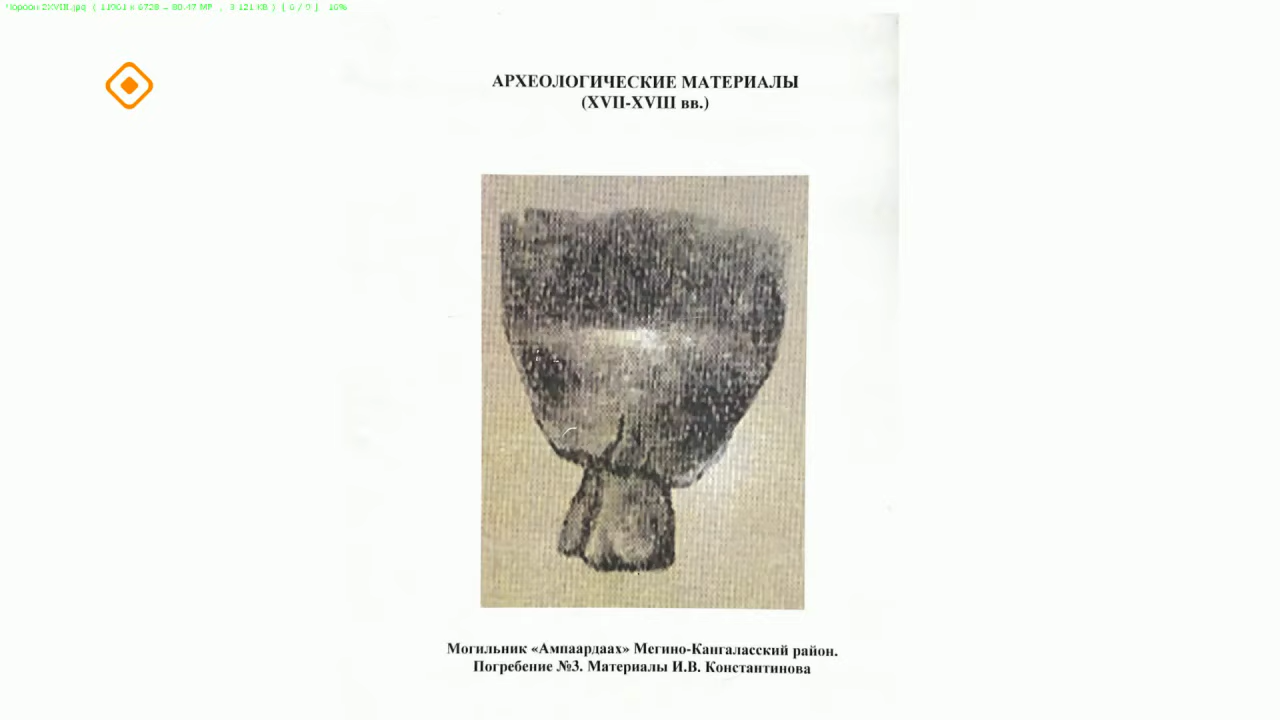 АРХЕОЛОГИЧЕСКИЕ МАТЕРИАЛЫ
(XVII-XVIII вв.)
Могильник «Ампаардаах» Мегино-Кангаласский район.
Погребение №3. Материалы И.В. Константинова